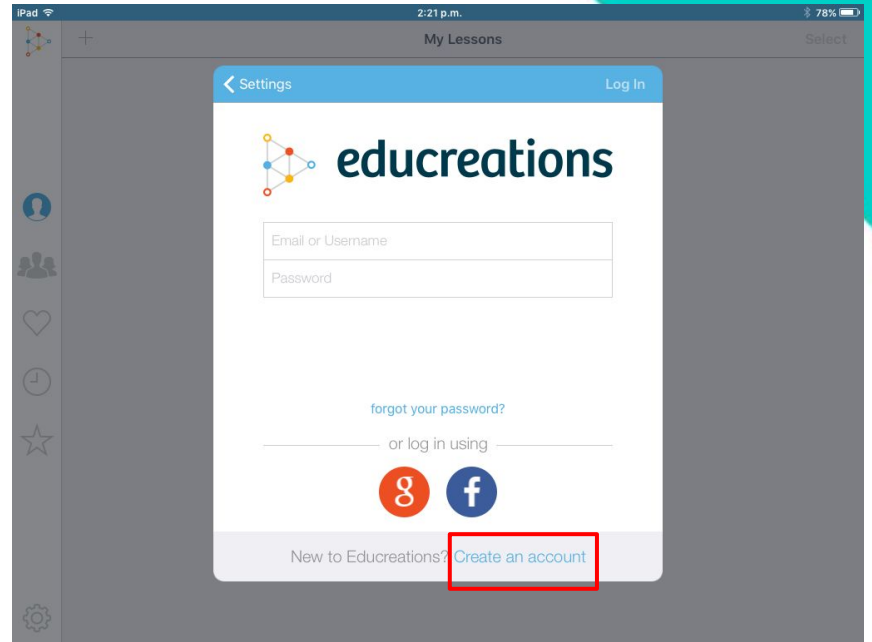 iPad 2:21 p.m. 78%
My Lessons Select
Settings Log In
educreations
Email or Username
Password
forgot your password?
or log in using
g f
New to Educreations? Create an account